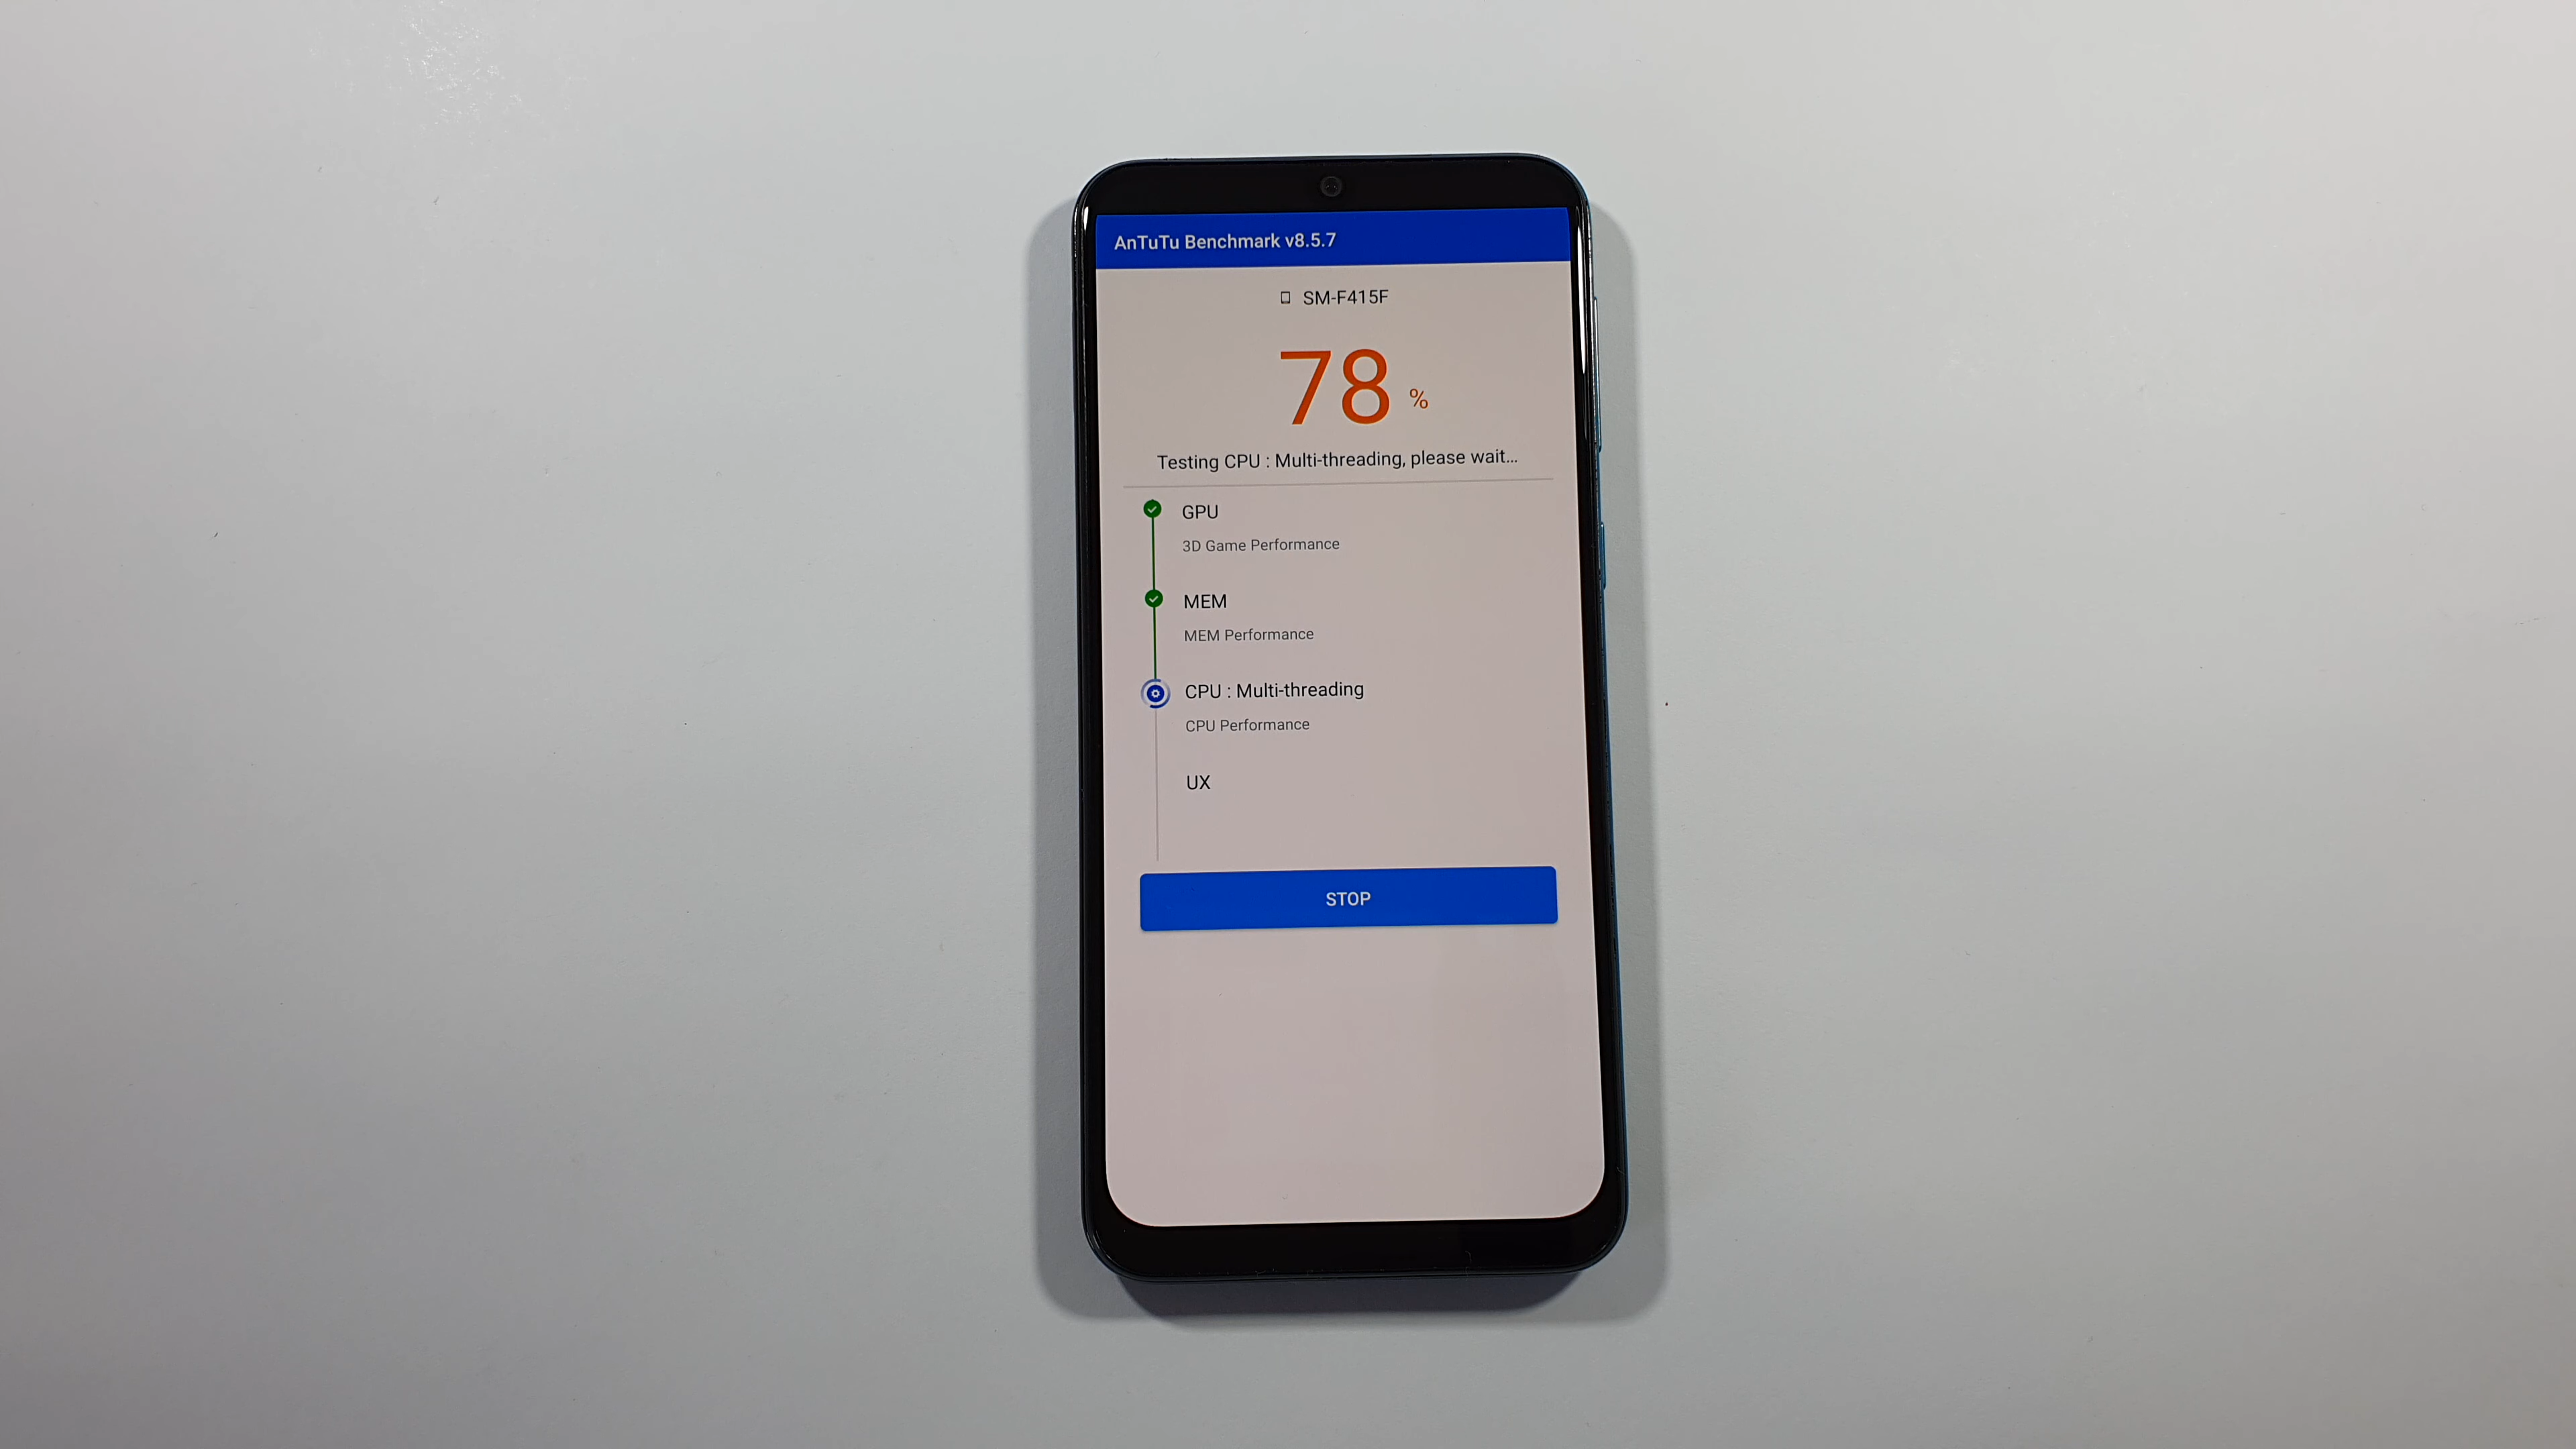 AnTuTu Benchmark v8.5.7
SM-F415F
78 %
Testing CPU : Multi-threading, please wait...
GPU
3D Game Performance
MEM
MEM Performance
CPU : Multi-threading
CPU Performance
UX
STOP